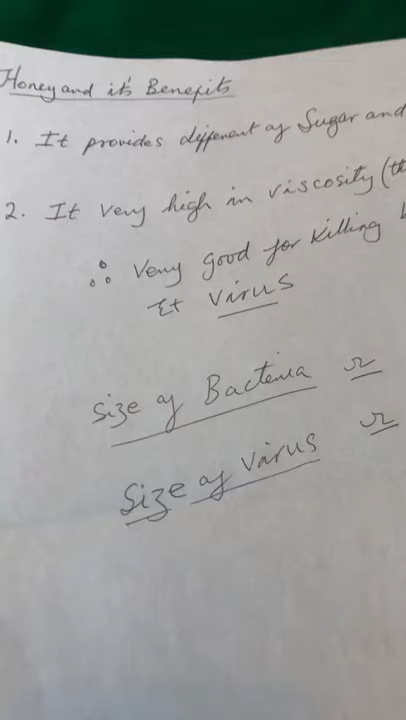 Honey and it's Benefits
1. It provides different of Sugar and
2. It very high in viscosity (th
∴ Very good for killing b
Et Virus
Size of Bacteria
Size of Virus